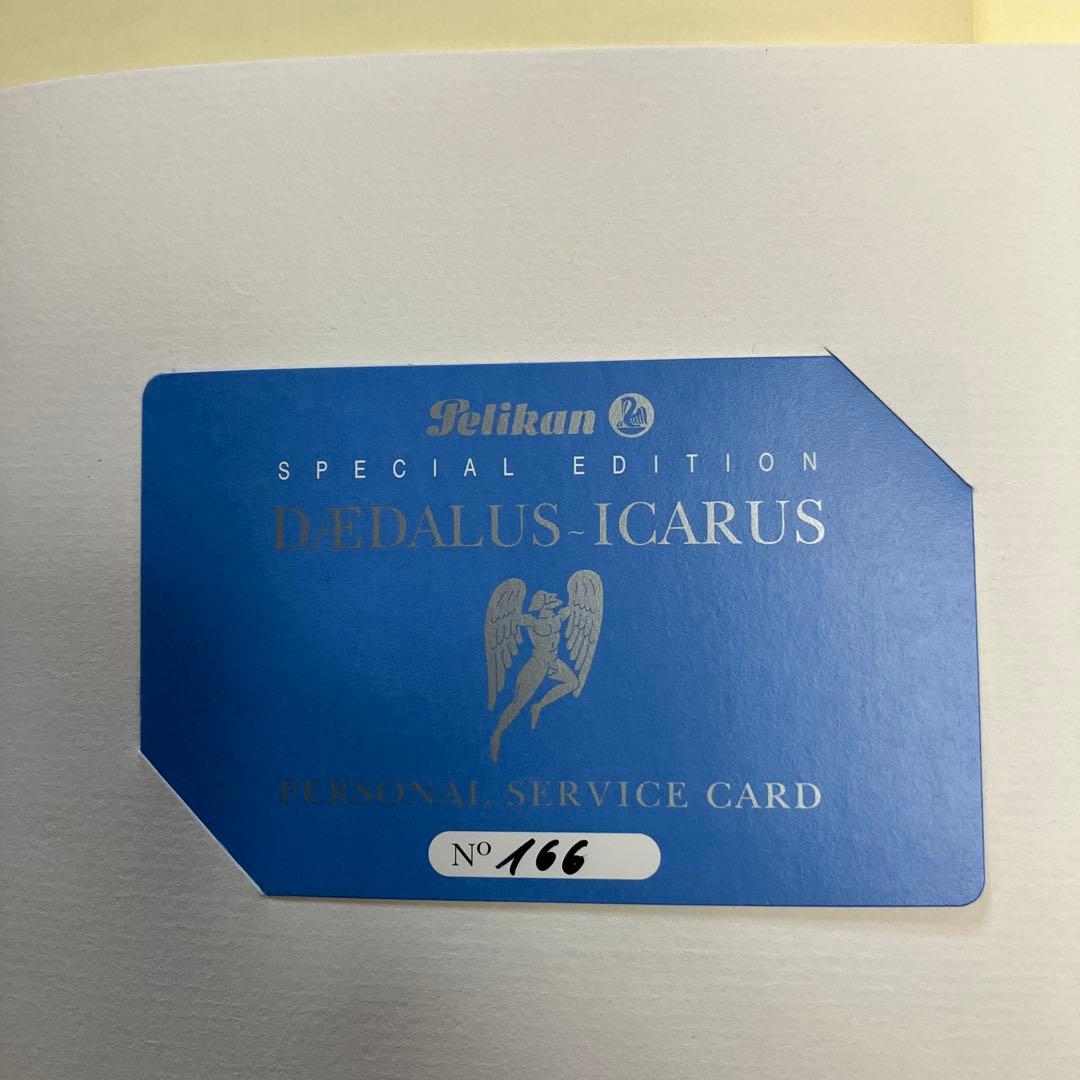 Pelikan
SPECIAL EDITION
DÆDALUS~ICARUS
PERSONAL SERVICE CARD
Nº 166